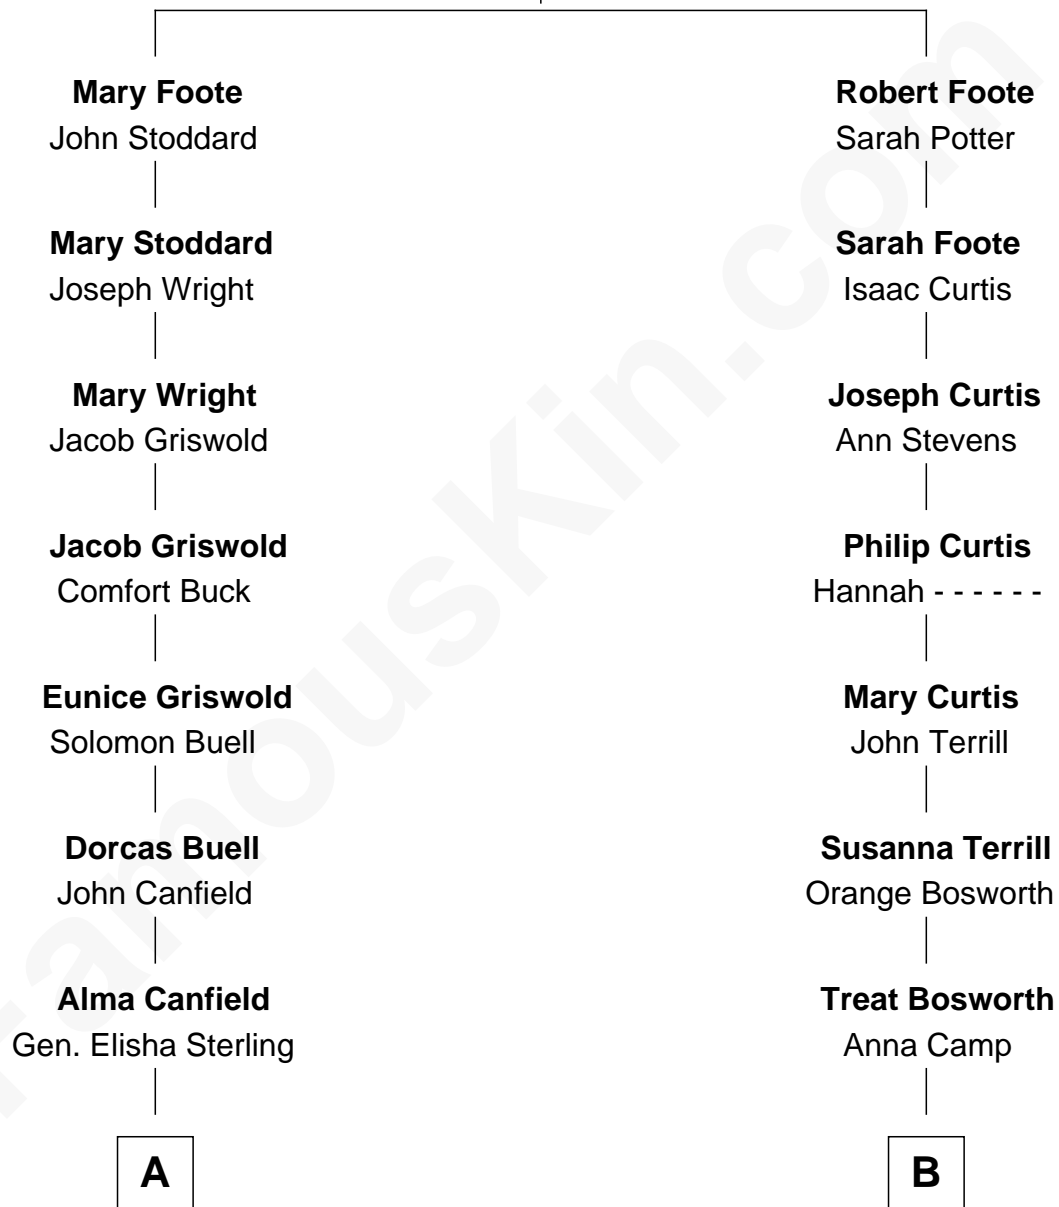 Mary Foote
John Stoddard
Mary Stoddard
Joseph Wright
Mary Wright
Jacob Griswold
Jacob Griswold
Comfort Buck
Eunice Griswold
Solomon Buell
Dorcas Buell
John Canfield
Alma Canfield
Gen. Elisha Sterling
A
Robert Foote
Sarah Potter
Sarah Foote
Isaac Curtis
Joseph Curtis
Ann Stevens
Philip Curtis
Hannah - - - - - -
Mary Curtis
John Terrill
Susanna Terrill
Orange Bosworth
Treat Bosworth
Anna Camp
B
FamousKin.com